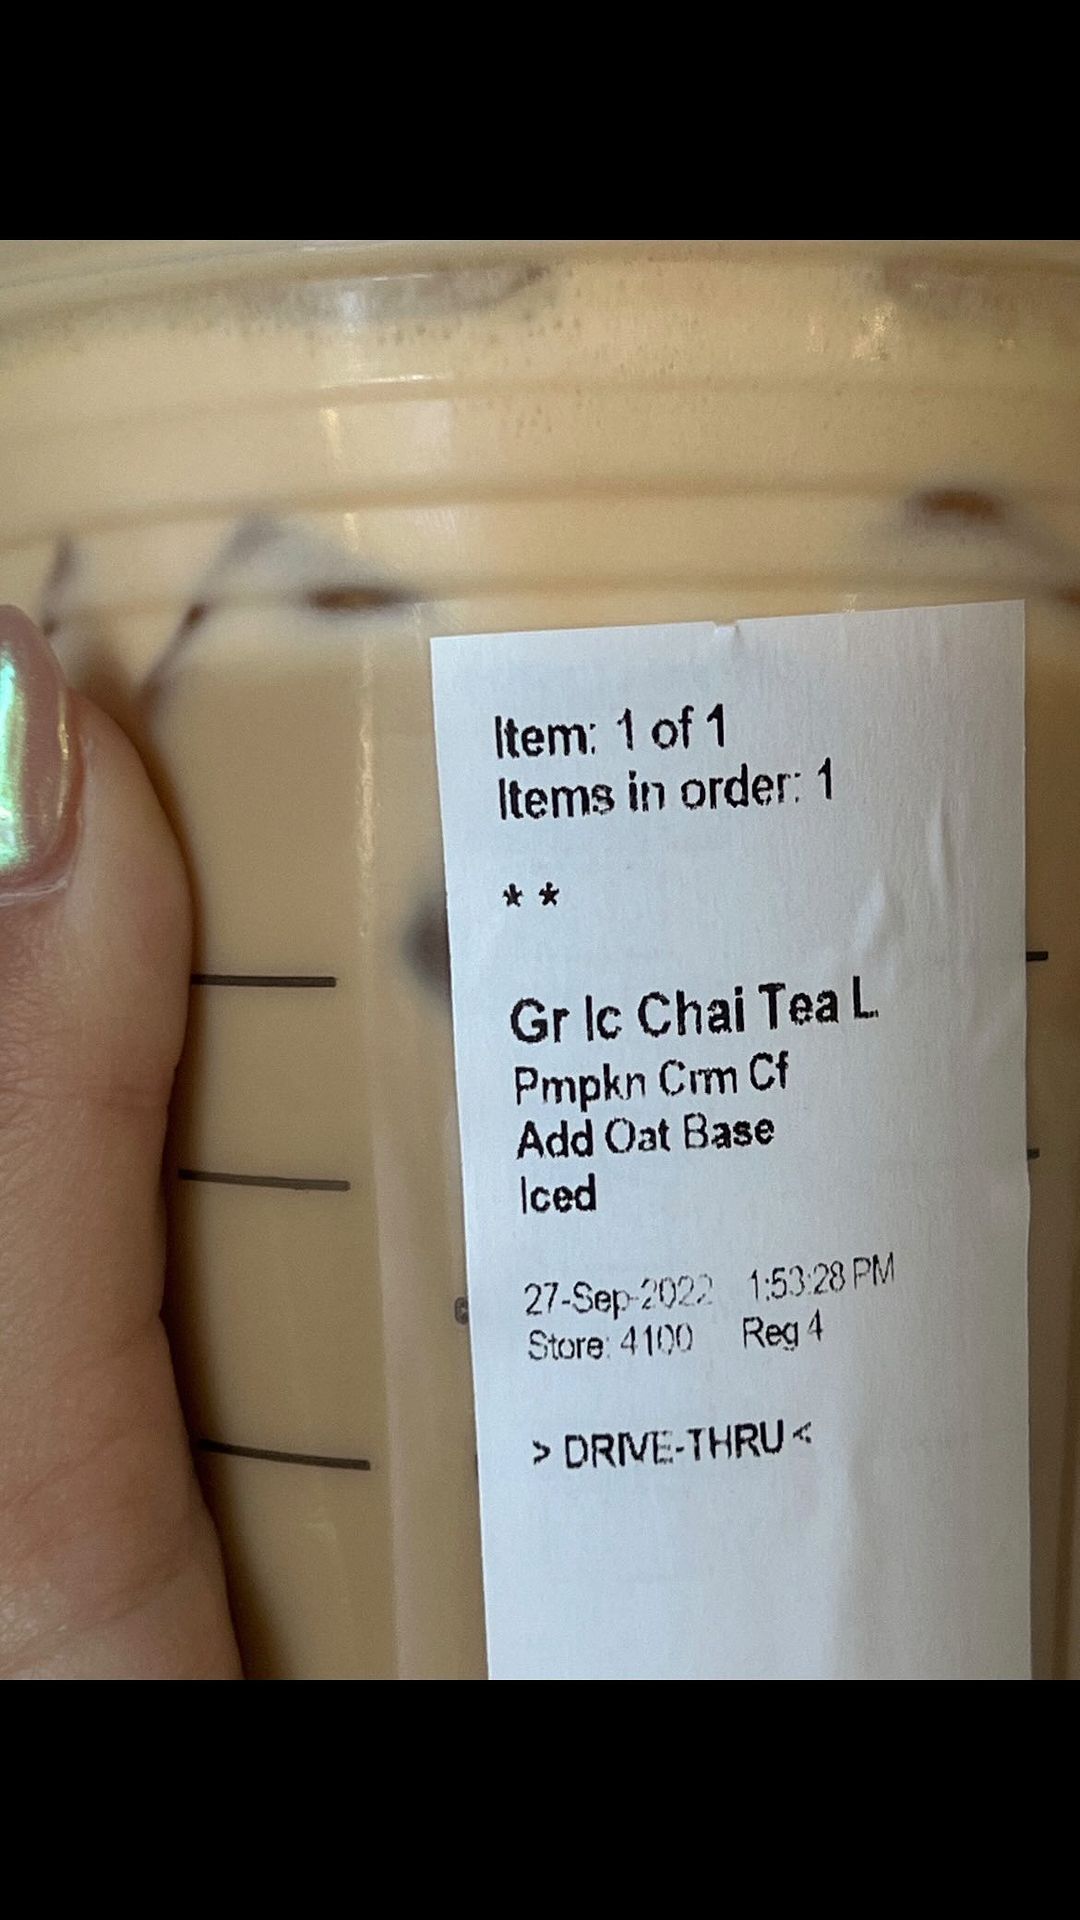 Item: 1 of 1
Items in order: 1
* *
Gr Ic Chai Tea L
Pmpkn Crm Cf
Add Oat Base
Iced
27-Sep-2022 1:53:28 PM
Store: 4100 Reg 4
> DRIVE-THRU <